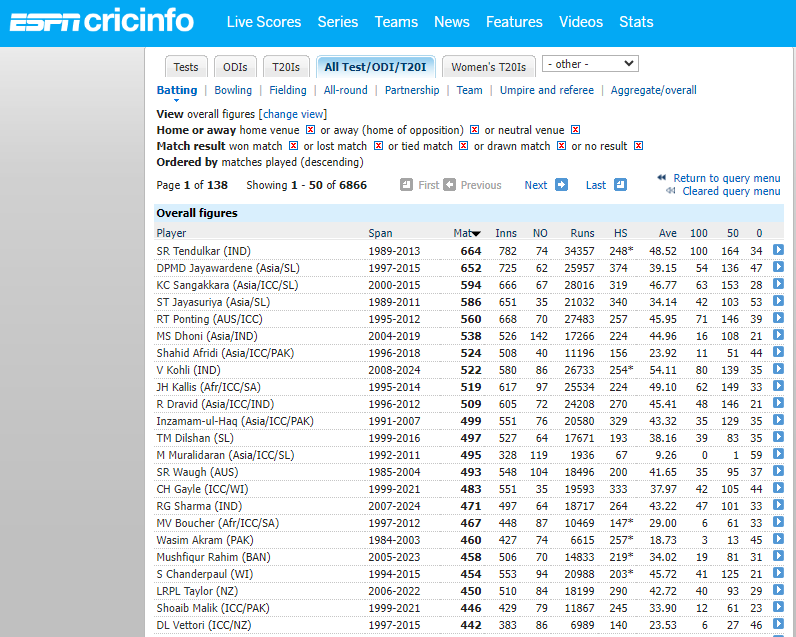 ESPN cricinfo Live Scores Series Teams News Features Videos Stats
Tests ODIs T20Is All Test/ODI/T20I Women's T20Is - other -
Batting | Bowling | Fielding | All-round | Partnership | Team | Umpire and referee | Aggregate/overall
View overall figures [change view]
Home or away home venue or away (home of opposition) or neutral venue
Match result won match or lost match or tied match or drawn match or no result
Ordered by matches played (descending)
Page 1 of 138 Showing 1 - 50 of 6866 First Previous Next Last Return to query menu
Cleared query menu
Overall figures
Player Span Mat Inns NO Runs HS Ave 100 50 0
SR Tendulkar (IND) 1989-2013 664 782 74 34357 248* 48.52 100 164 34
DPMD Jayawardene (Asia/SL) 1997-2015 652 725 62 25957 374 39.15 54 136 47
KC Sangakkara (Asia/ICC/SL) 2000-2015 594 666 67 28016 319 46.77 63 153 28
ST Jayasuriya (Asia/SL) 1989-2011 586 651 35 21032 340 34.14 42 103 53
RT Ponting (AUS/ICC) 1995-2012 560 668 70 27483 257 45.95 71 146 39
MS Dhoni (Asia/IND) 2004-2019 538 526 142 17266 224 44.96 16 108 21
Shahid Afridi (Asia/ICC/PAK) 1996-2018 524 508 40 11196 156 23.92 11 51 44
V Kohli (IND) 2008-2024 522 580 86 26733 254* 54.11 80 139 35
JH Kallis (Afr/ICC/SA) 1995-2014 519 617 97 25534 224 49.10 62 149 33
R Dravid (Asia/ICC/IND) 1996-2012 509 605 72 24208 270 45.41 48 146 21
Inzamam-ul-Haq (Asia/ICC/PAK) 1991-2007 499 551 76 20580 329 43.32 35 129 35
TM Dilshan (SL) 1999-2016 497 527 64 17671 193 38.16 39 83 35
M Muralidaran (Asia/ICC/SL) 1992-2011 495 328 119 1936 67 9.26 0 1 59
SR Waugh (AUS) 1985-2004 493 548 104 18496 200 41.65 35 95 37
CH Gayle (ICC/WI) 1999-2021 483 551 35 19593 333 37.97 42 105 44
RG Sharma (IND) 2007-2024 471 497 64 18717 264 43.22 47 101 33
MV Boucher (Afr/ICC/SA) 1997-2012 467 448 87 10469 147* 29.00 6 61 33
Wasim Akram (PAK) 1984-2003 460 427 74 6615 257* 18.73 3 13 45
Mushfiqur Rahim (BAN) 2005-2023 458 506 70 14833 219* 34.02 19 81 31
S Chanderpaul (WI) 1994-2015 454 553 94 20988 203* 45.72 41 125 21
LRPL Taylor (NZ) 2006-2022 450 510 84 18199 290 42.72 40 93 29
Shoaib Malik (ICC/PAK) 1999-2021 446 429 79 11867 245 33.90 12 61 23
DL Vettori (ICC/NZ) 1997-2015 442 383 86 6989 140 23.53 6 27 46